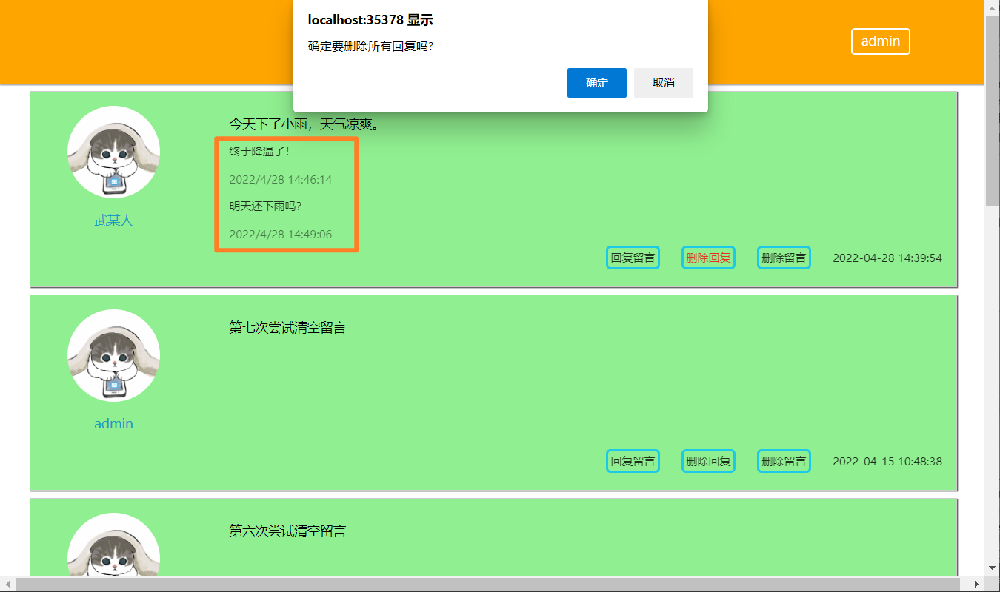 localhost:35378 显示
确定要删除所有回复吗?
确定 取消
admin
今天下了小雨，天气凉爽。
终于降温了!
2022/4/28 14:46:14
明天还下雨吗?
2022/4/28 14:49:06
武某人
回复留言 删除回复 删除留言 2022-04-28 14:39:54
第七次尝试清空留言
admin
回复留言 删除回复 删除留言 2022-04-15 10:48:38
第六次尝试清空留言